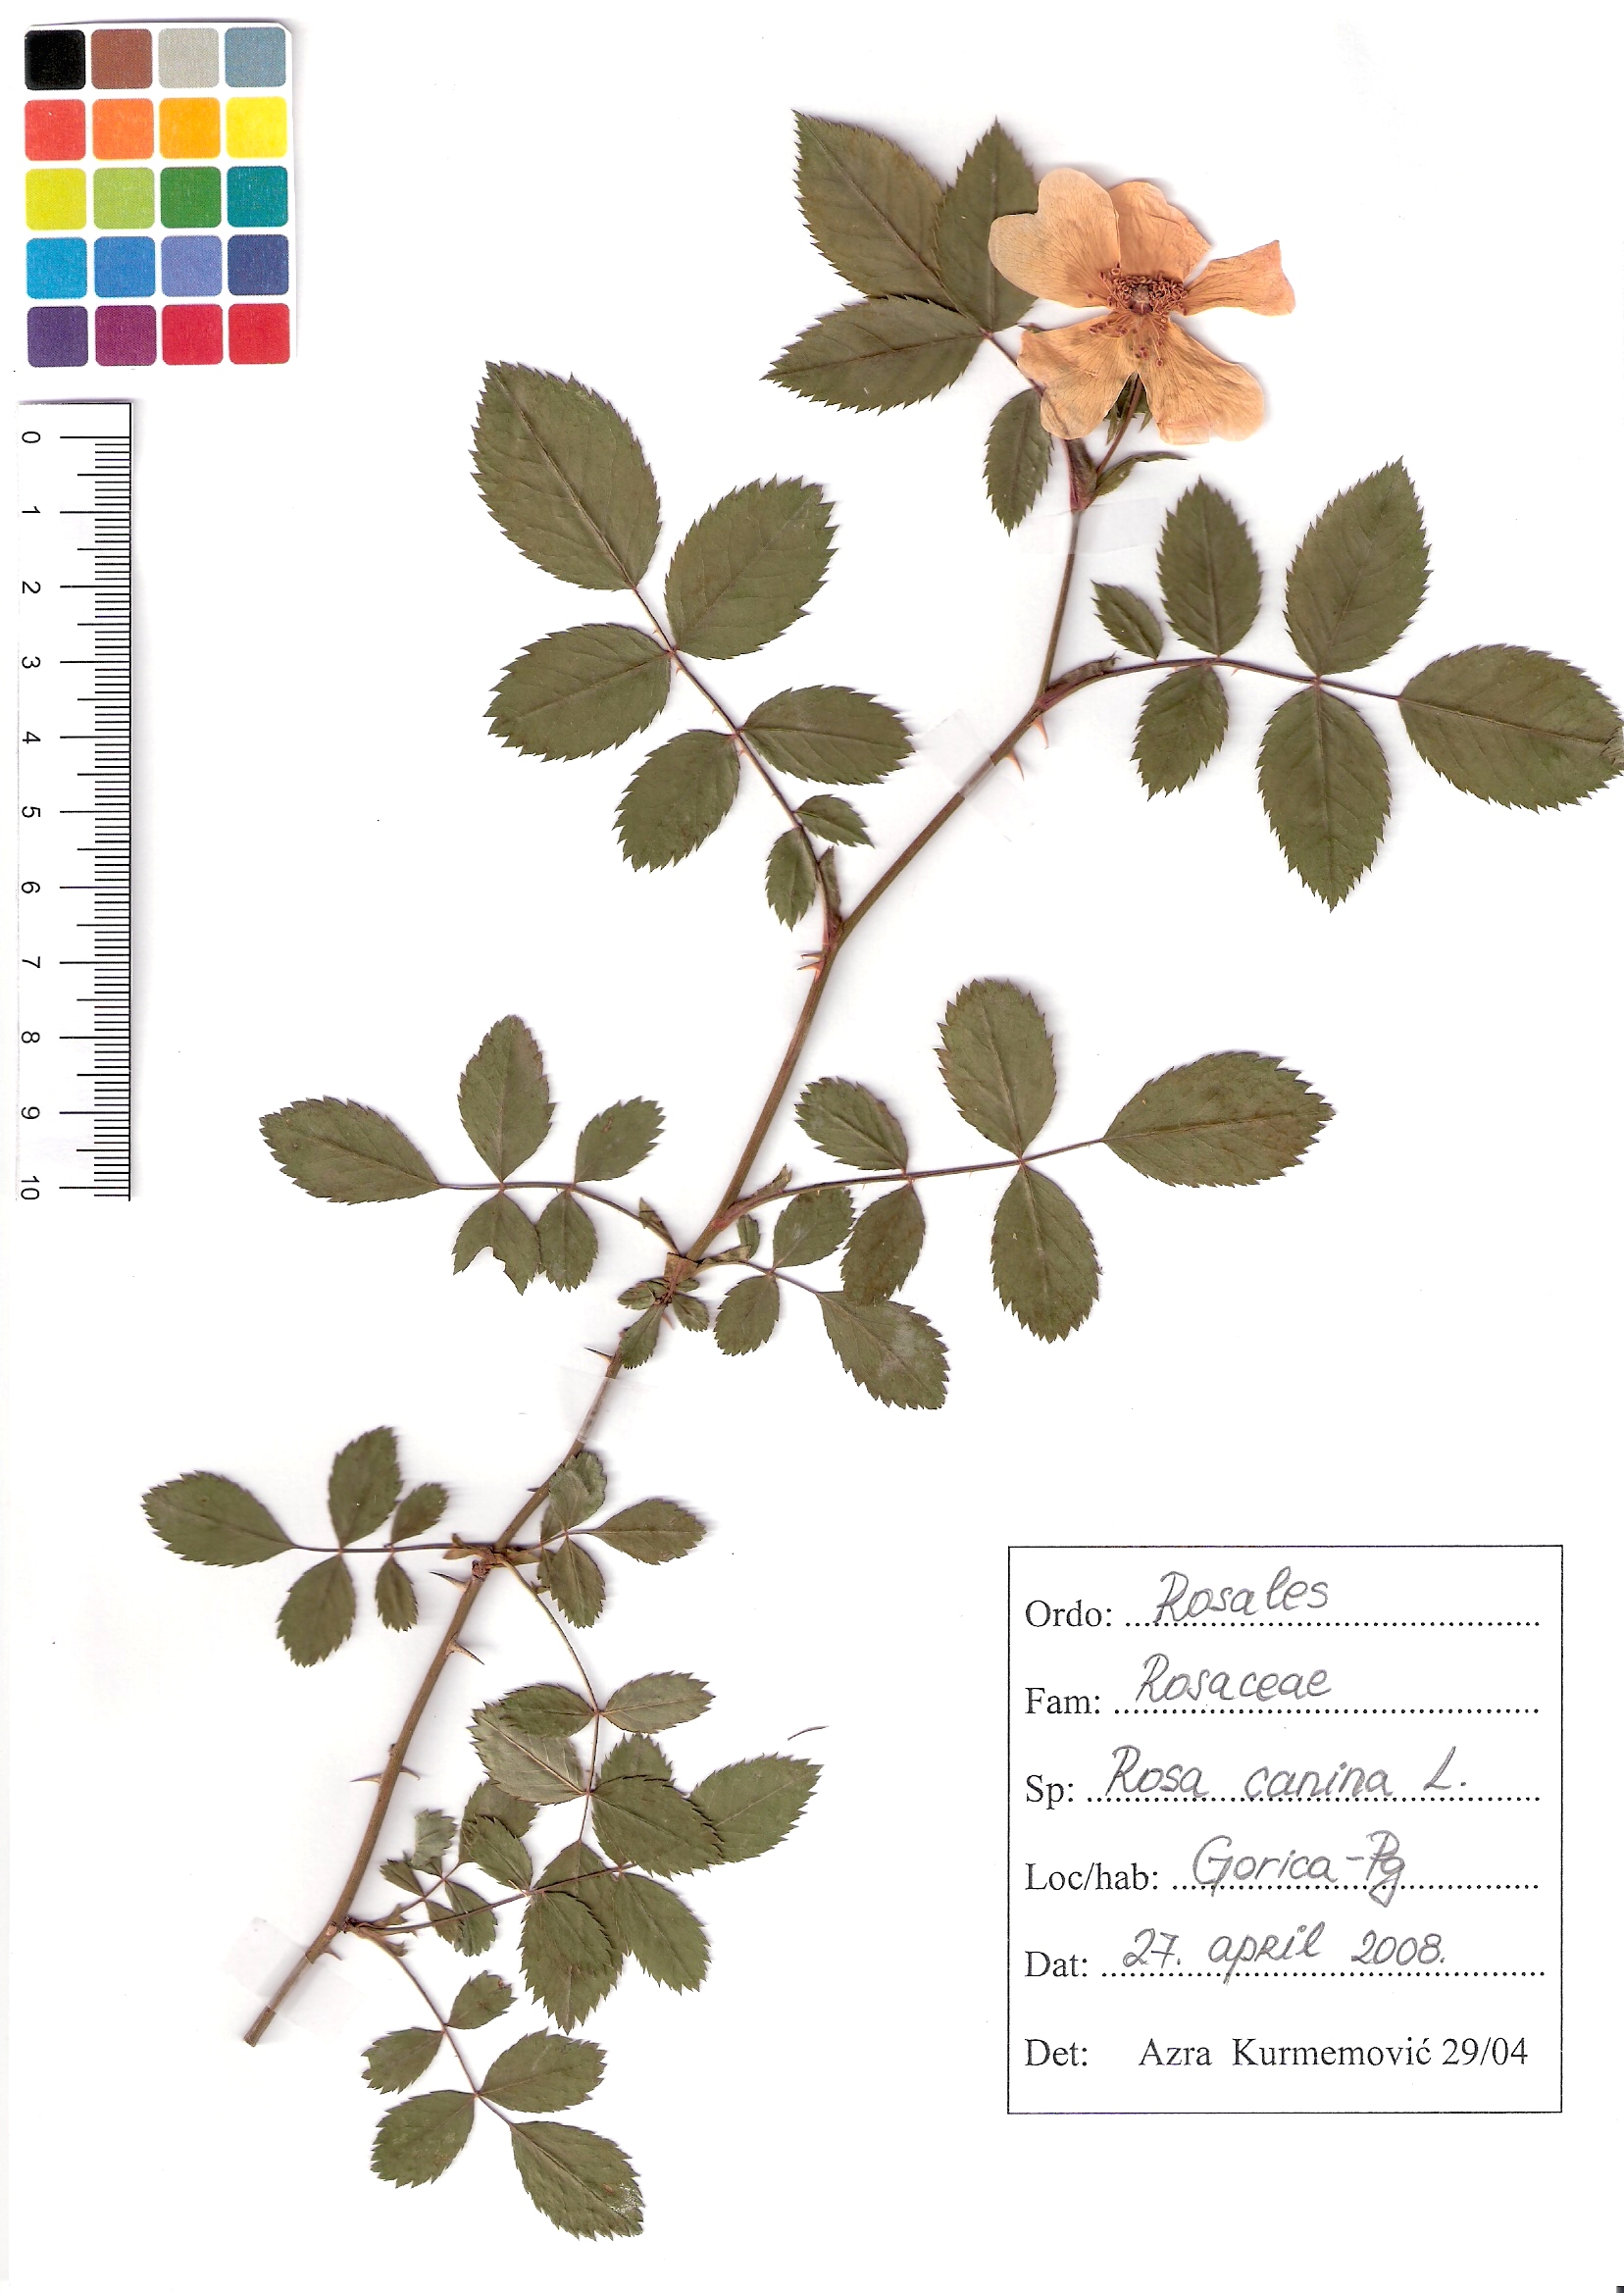 0
1
2
3
4
5
6
7
8
9
10
Ordo: Rosales
Fam: Rosaceae
Sp: Rosa canina L.
Loc/hab: Gorica-Pg
Dat: 27. april 2008.
Det: Azra Kurmemović 29/04